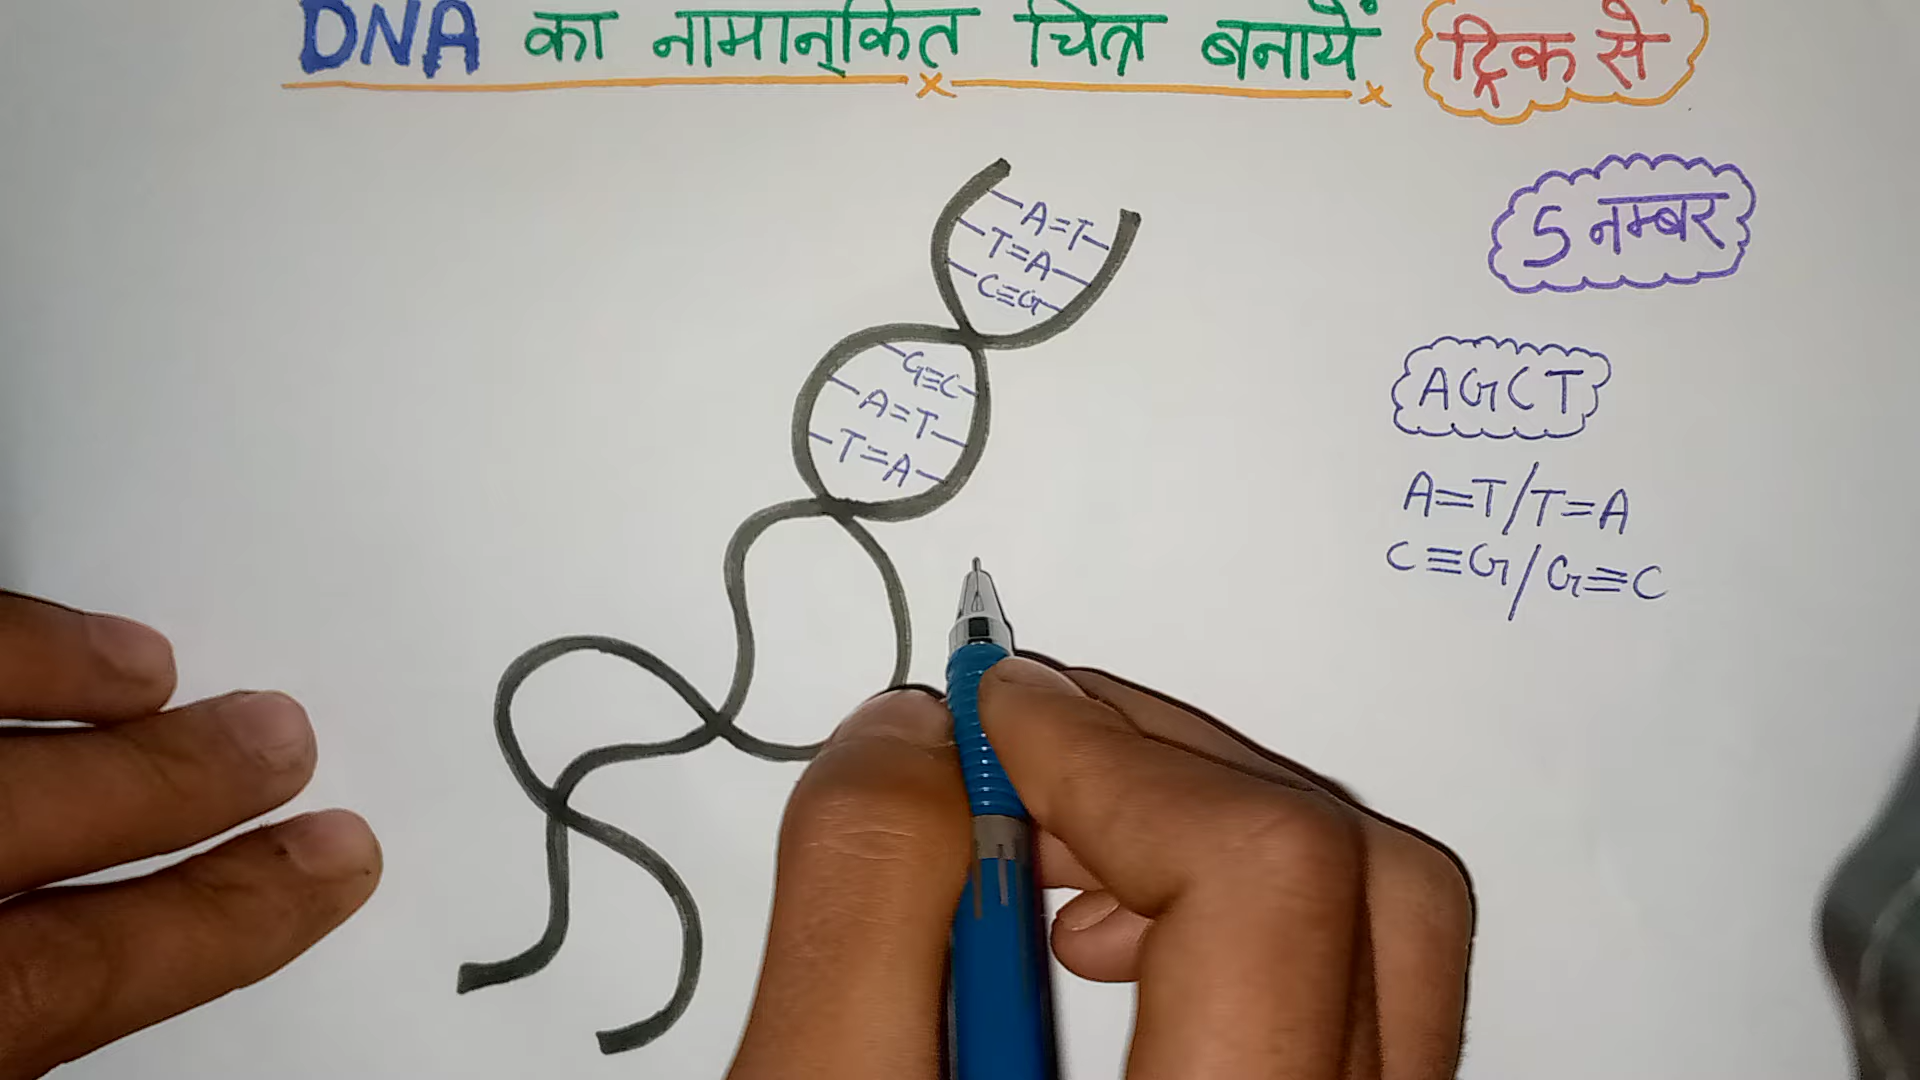 DNA का नामान्कित चित्र बनायें ट्रिक से
5 नम्बर
A=T
T=A
C≡G
G≡C
A=T
T=A
AGCT
A=T/T=A
C≡G/G≡C